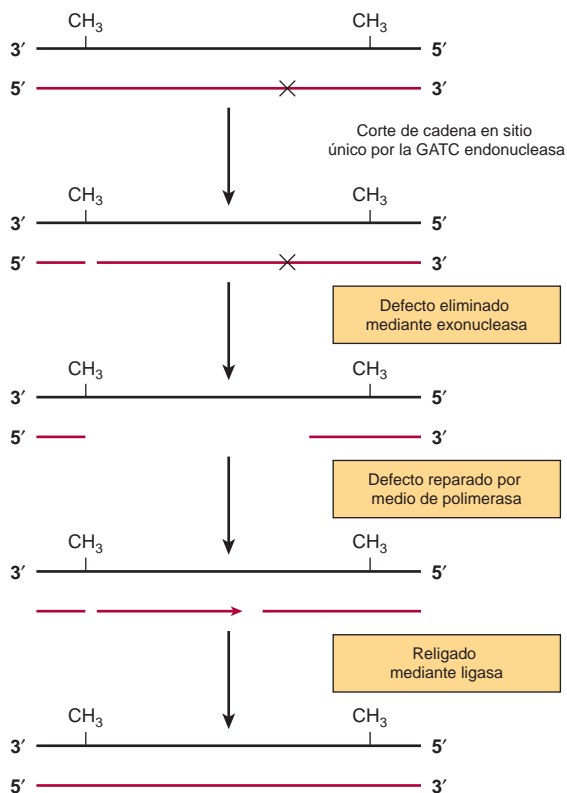 CH₃ CH₃
3′ 5′
5′ 3′
Corte de cadena en sitio
único por la GATC endonucleasa
CH₃ CH₃
3′ 5′
5′ 3′
Defecto eliminado
mediante exonucleasa
CH₃ CH₃
3′ 5′
5′ 3′
Defecto reparado por
medio de polimerasa
CH₃ CH₃
3′ 5′
Religado
mediante ligasa
CH₃ CH₃
3′ 5′
5′ 3′